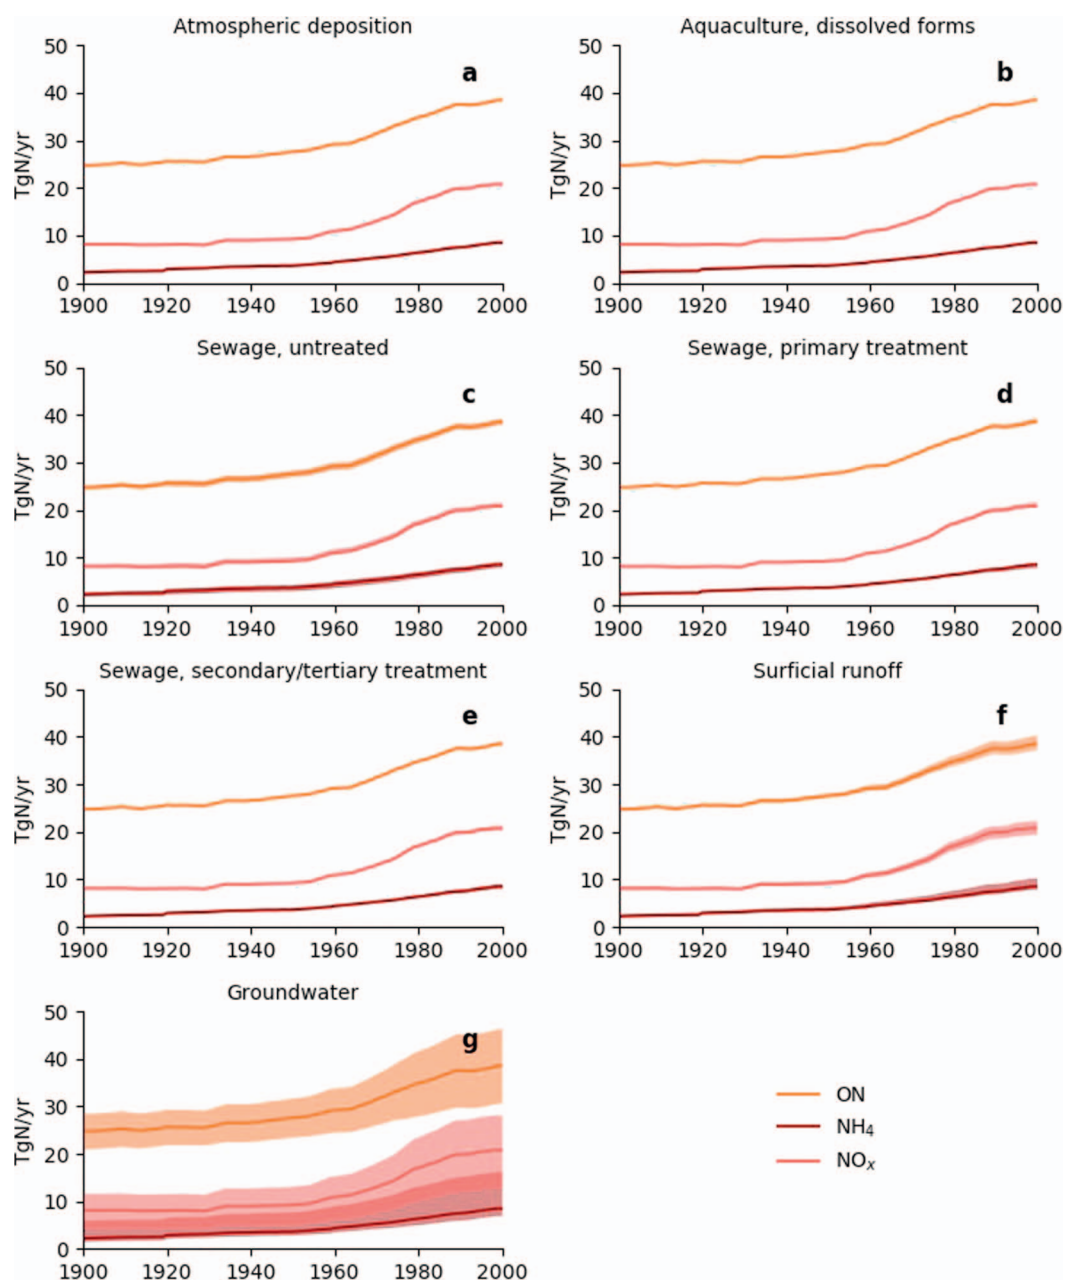 Atmospheric deposition
a
TgN/yr
50
40
30
20
10
0
1900 1920 1940 1960 1980 2000
Aquaculture, dissolved forms
b
TgN/yr
50
40
30
20
10
0
1900 1920 1940 1960 1980 2000
Sewage, untreated
c
TgN/yr
50
40
30
20
10
0
1900 1920 1940 1960 1980 2000
Sewage, primary treatment
d
TgN/yr
50
40
30
20
10
0
1900 1920 1940 1960 1980 2000
Sewage, secondary/tertiary treatment
e
TgN/yr
50
40
30
20
10
0
1900 1920 1940 1960 1980 2000
Surficial runoff
f
TgN/yr
50
40
30
20
10
0
1900 1920 1940 1960 1980 2000
Groundwater
g
TgN/yr
50
40
30
20
10
0
1900 1920 1940 1960 1980 2000
ON
NH₄
NOₓ